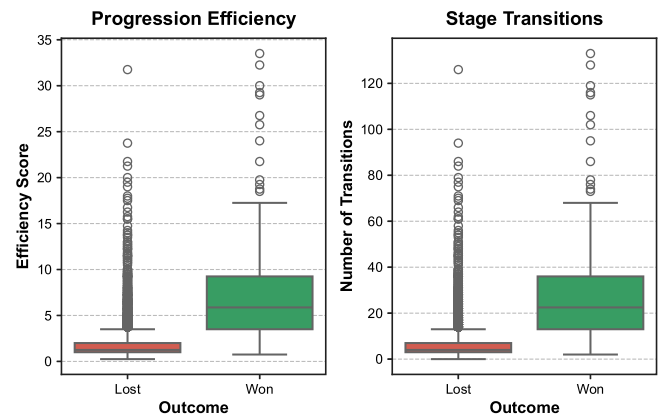 Progression Efficiency
Efficiency Score
35
30
25
20
15
10
5
0
Lost
Won
Outcome
Stage Transitions
Number of Transitions
120
100
80
60
40
20
0
Lost
Won
Outcome